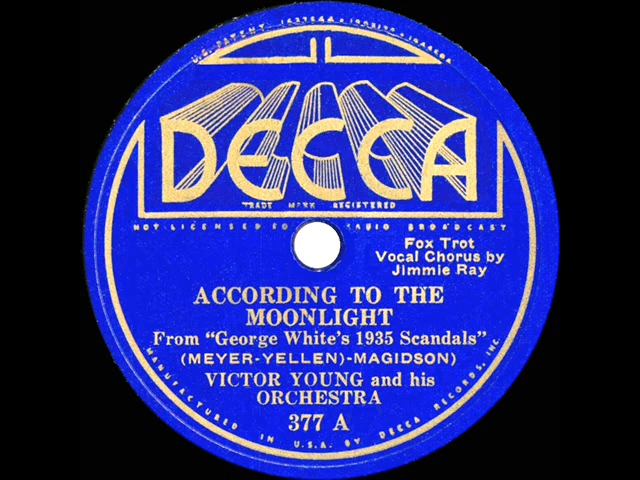 U.S. PATENT
DECCA
TRADE MARK REGISTERED
NOT LICENSED RADIO BROADCAST
Fox Trot
Vocal Chorus by
Jimmie Ray
ACCORDING TO THE
MOONLIGHT
From "George White's 1935 Scandals"
(MEYER-YELLEN)-MAGIDSON)
VICTOR YOUNG and his
ORCHESTRA
377 A
MANUFACTURED IN U.S.A. BY DECCA RECORDS, INC.